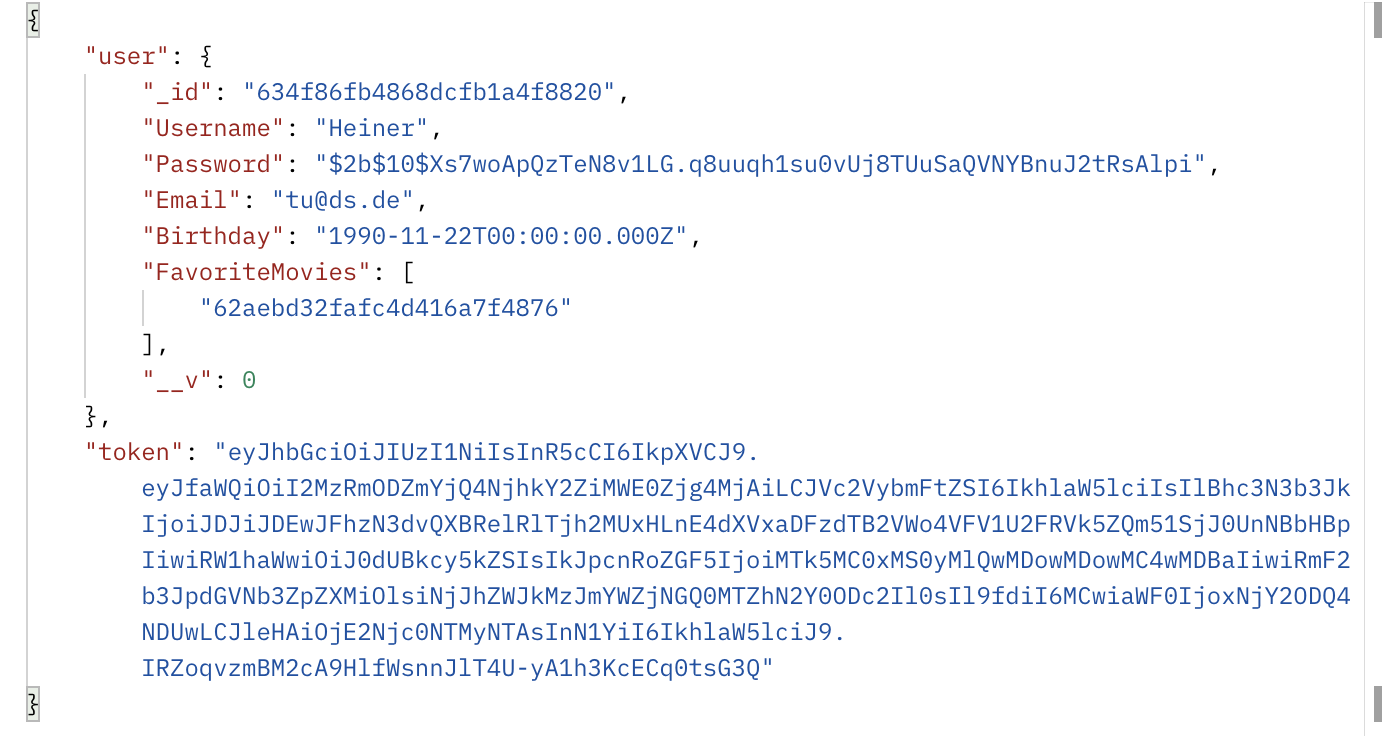 {
"user": {
"_id": "634f86fb4868dcfb1a4f8820",
"Username": "Heiner",
"Password": "$2b$10$Xs7woApQzTeN8v1LG.q8uuqh1su0vUj8TUuSaQVNYBnuJ2tRsAlpi",
"Email": "tu@ds.de",
"Birthday": "1990-11-22T00:00:00.000Z",
"FavoriteMovies": [
"62aebd32fafc4d416a7f4876"
],
"__v": 0
},
"token": "eyJhbGciOiJIUzI1NiIsInR5cCI6IkpXVCJ9.
eyJfaWQiOiI2MzRmODZmYjQ4NjhkY2ZiMWE0Zjg4MjAiLCJVc2VybmFtZSI6IkhlaW5lciIsIlBhc3N3b3Jk
IjoiJDJiJDEwJFhzN3dvQXBRelRlTjh2MUxHLnE4dXVxaDFzdTB2VWo4VFV1U2FRVk5ZQm51SjJ0UnNBbHBp
IiwiRW1haWwiOiJ0dUBkcy5kZSIsIkJpcnRoZGF5IjoiMTk5MC0xMS0yMlQwMDowMDowMC4wMDBaIiwiRmF2
b3JpdGVNb3ZpZXMiOlsiNjJhZWJkMzJmYWZjNGQ0MTZhN2Y0ODc2Il0sIl9fdiI6MCwiaWF0IjoxNjY2ODQ4
NDUwLCJleHAiOjE2Njc0NTMyNTAsInN1YiI6IkhlaW5lciJ9.
IRZoqvzmBM2cA9HlfWsnnJlT4U-yA1h3KcECq0tsG3Q"
}